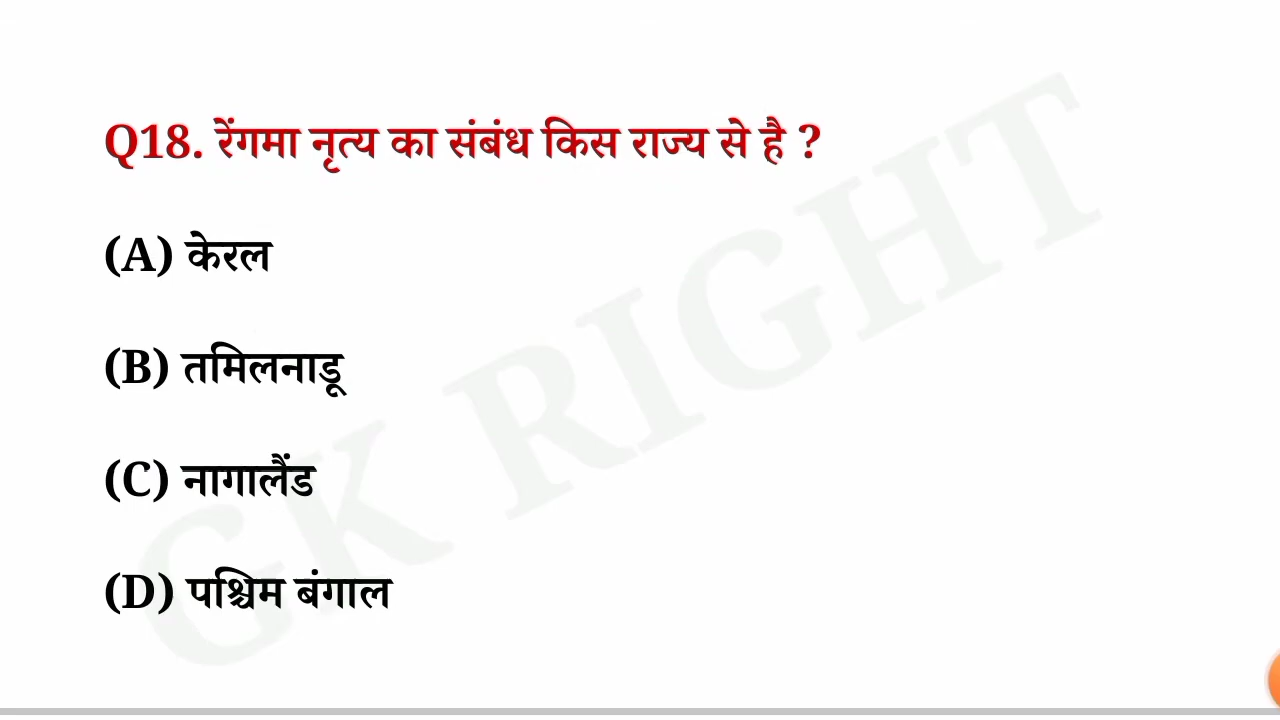 Q18. रेंगमा नृत्य का संबंध किस राज्य से है ?
(A) केरल
(B) तमिलनाडू
(C) नागालैंड
(D) पश्चिम बंगाल
GK RIGHT